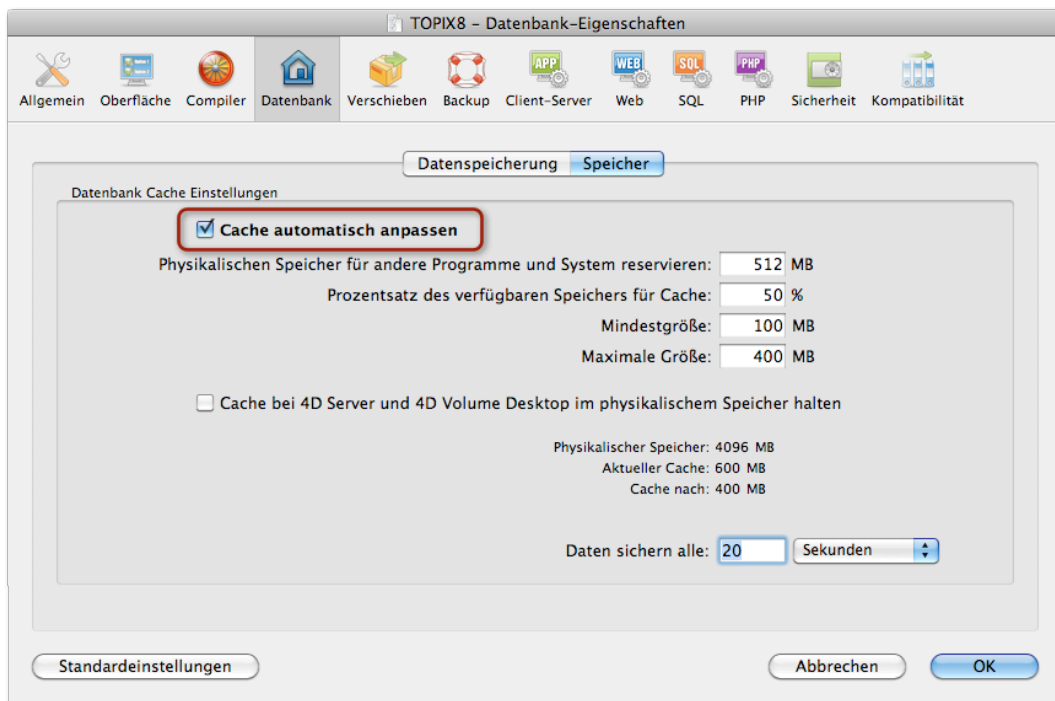 TOPIX8 – Datenbank-Eigenschaften
Allgemein Oberfläche Compiler Datenbank Verschieben Backup APP Client-Server WEB Web SQL SQL PHP PHP Sicherheit Kompatibilität
Datenspeicherung Speicher
Datenbank Cache Einstellungen
Cache automatisch anpassen
Physikalischen Speicher für andere Programme und System reservieren: 512 MB
Prozentsatz des verfügbaren Speichers für Cache: 50 %
Mindestgröße: 100 MB
Maximale Größe: 400 MB
Cache bei 4D Server und 4D Volume Desktop im physikalischem Speicher halten
Physikalischer Speicher: 4096 MB
Aktueller Cache: 600 MB
Cache nach: 400 MB
Daten sichern alle: 20 Sekunden
Standardeinstellungen Abbrechen OK